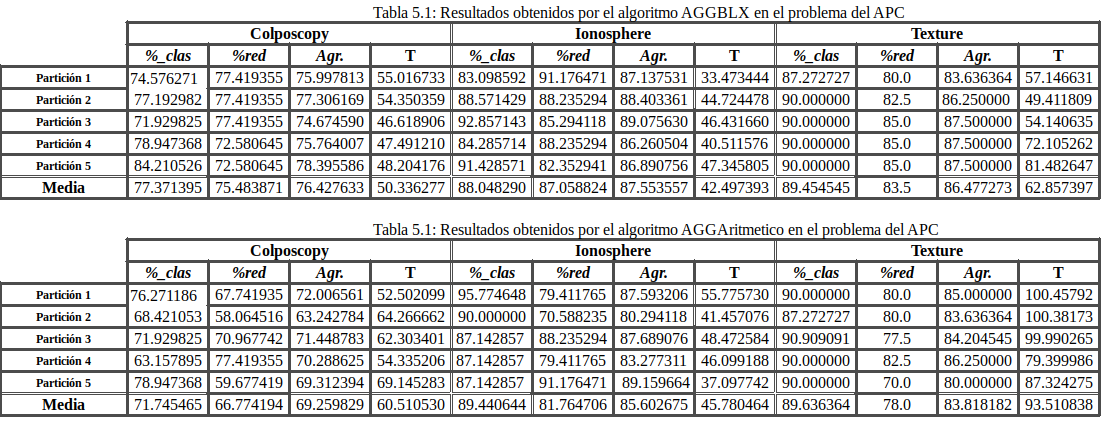 Tabla 5.1: Resultados obtenidos por el algoritmo AGGBLX en el problema del APC
Colposcopy Ionosphere Texture
%_clas %red Agr. T %_clas %red Agr. T %_clas %red Agr. T
Partición 1 74.576271 77.419355 75.997813 55.016733 83.098592 91.176471 87.137531 33.473444 87.272727 80.0 83.636364 57.146631
Partición 2 77.192982 77.419355 77.306169 54.350359 88.571429 88.235294 88.403361 44.724478 90.000000 82.5 86.250000 49.411809
Partición 3 71.929825 77.419355 74.674590 46.618906 92.857143 85.294118 89.075630 46.431660 90.000000 85.0 87.500000 54.140635
Partición 4 78.947368 72.580645 75.764007 47.491210 84.285714 88.235294 86.260504 40.511576 90.000000 85.0 87.500000 72.105262
Partición 5 84.210526 72.580645 78.395586 48.204176 91.428571 82.352941 86.890756 47.345805 90.000000 85.0 87.500000 81.482647
Media 77.371395 75.483871 76.427633 50.336277 88.048290 87.058824 87.553557 42.497393 89.454545 83.5 86.477273 62.857397
Tabla 5.1: Resultados obtenidos por el algoritmo AGGAritmetico en el problema del APC
Colposcopy Ionosphere Texture
%_clas %red Agr. T %_clas %red Agr. T %_clas %red Agr. T
Partición 1 76.271186 67.741935 72.006561 52.502099 95.774648 79.411765 87.593206 55.775730 90.000000 80.0 85.000000 100.45792
Partición 2 68.421053 58.064516 63.242784 64.266662 90.000000 70.588235 80.294118 41.457076 87.272727 80.0 83.636364 100.38173
Partición 3 71.929825 70.967742 71.448783 62.303401 87.142857 88.235294 87.689076 48.472584 90.909091 77.5 84.204545 99.990265
Partición 4 63.157895 77.419355 70.288625 54.335206 87.142857 79.411765 83.277311 46.099188 90.000000 82.5 86.250000 79.399986
Partición 5 78.947368 59.677419 69.312394 69.145283 87.142857 91.176471 89.159664 37.097742 90.000000 70.0 80.000000 87.324275
Media 71.745465 66.774194 69.259829 60.510530 89.440644 81.764706 85.602675 45.780464 89.636364 78.0 83.818182 93.510838